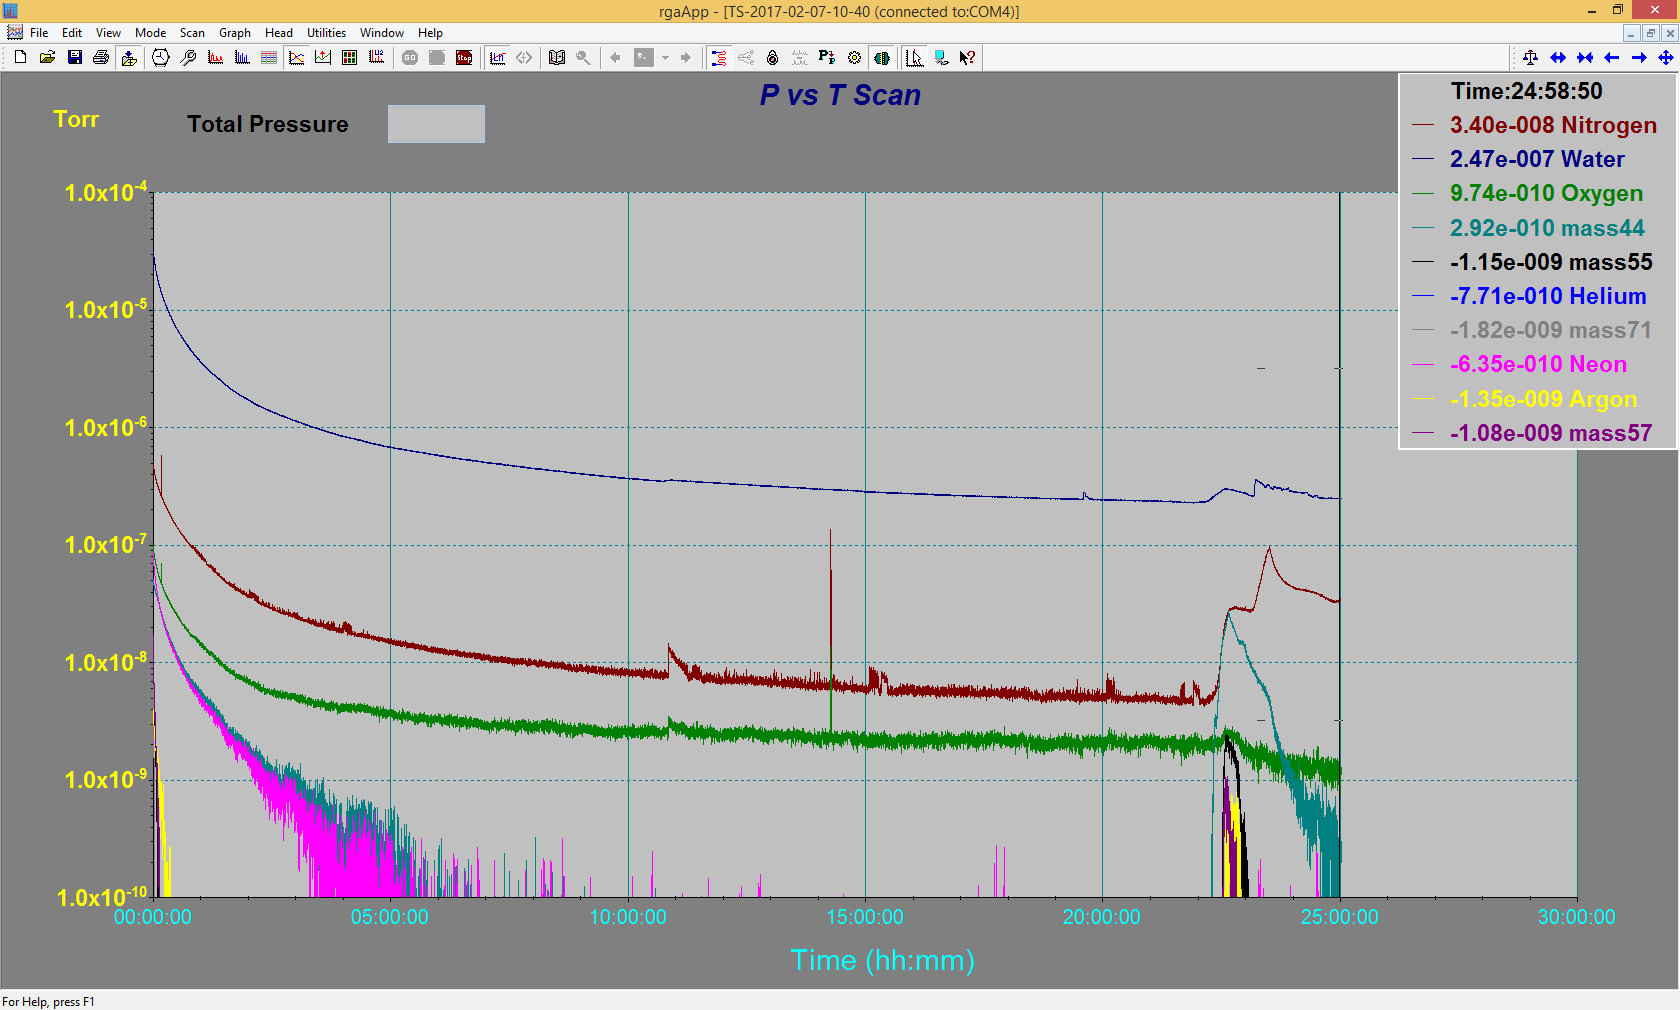 rgaApp - [TS-2017-02-07-10-40 (connected to:COM4)]
File Edit View Mode Scan Graph Head Utilities Window Help
GO Stop
P vs T Scan
Torr
Total Pressure
Time:24:58:50
3.40e-008 Nitrogen
2.47e-007 Water
9.74e-010 Oxygen
2.92e-010 mass44
-1.15e-009 mass55
-7.71e-010 Helium
-1.82e-009 mass71
-6.35e-010 Neon
-1.35e-009 Argon
-1.08e-009 mass57
1.0x10⁻⁴
1.0x10⁻⁵
1.0x10⁻⁶
1.0x10⁻⁷
1.0x10⁻⁸
1.0x10⁻⁹
1.0x10⁻¹⁰
00:00:00 05:00:00 10:00:00 15:00:00 20:00:00 25:00:00 30:00:00
Time (hh:mm)
For Help, press F1